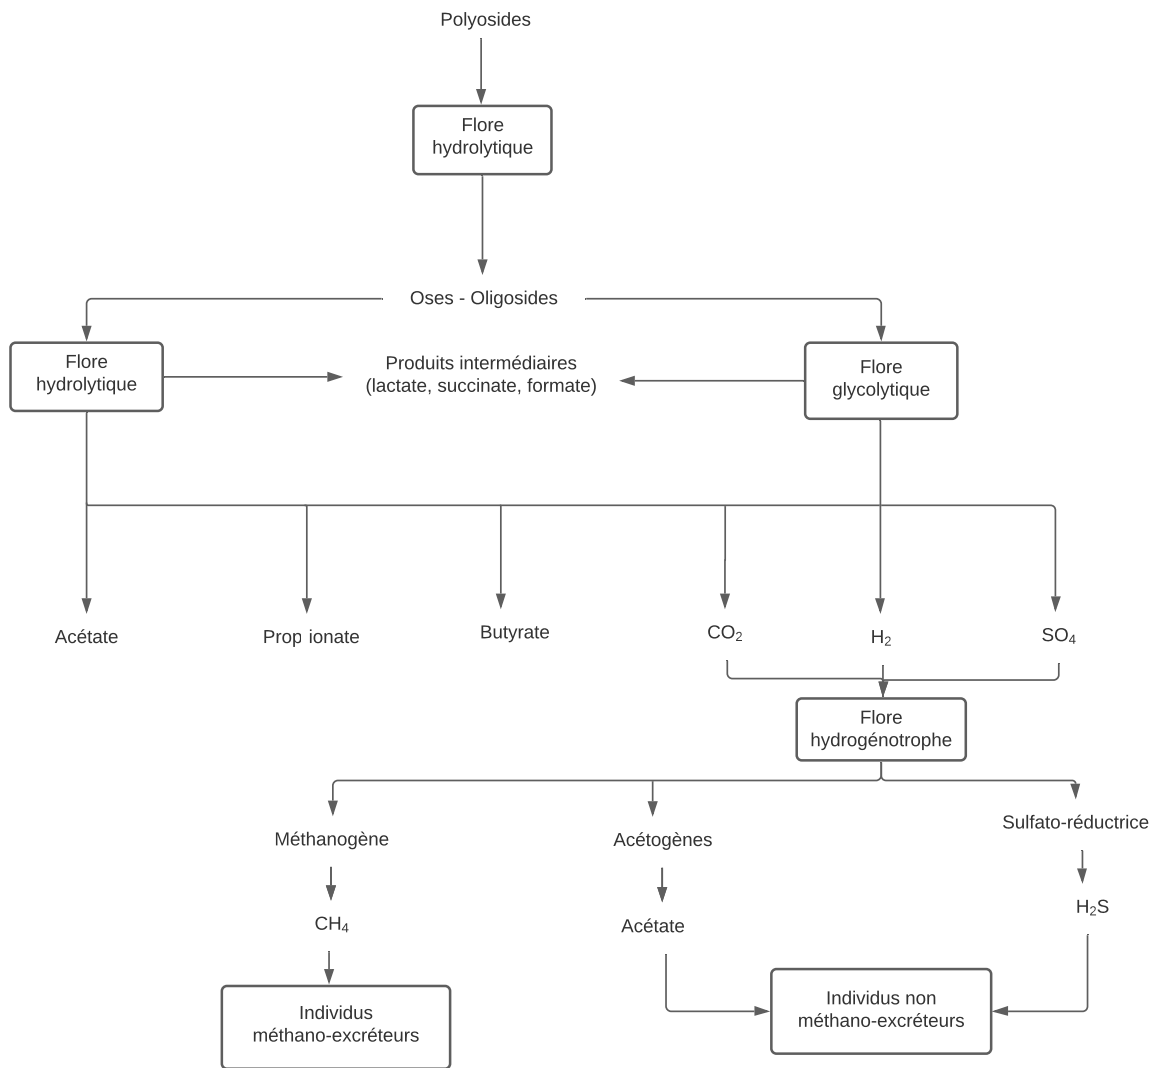 Polyosides
Flore
hydrolytique
Oses - Oligosides
Flore
hydrolytique
Produits intermédiaires
(lactate, succinate, formate)
Flore
glycolytique
Acétate
Prop ionate
Butyrate
CO₂
H₂
SO₄
Flore
hydrogénotrophe
Méthanogène
Acétogènes
Sulfato-réductrice
CH₄
Acétate
H₂S
Individus
méthano-excréteurs
Individus non
méthano-excréteurs